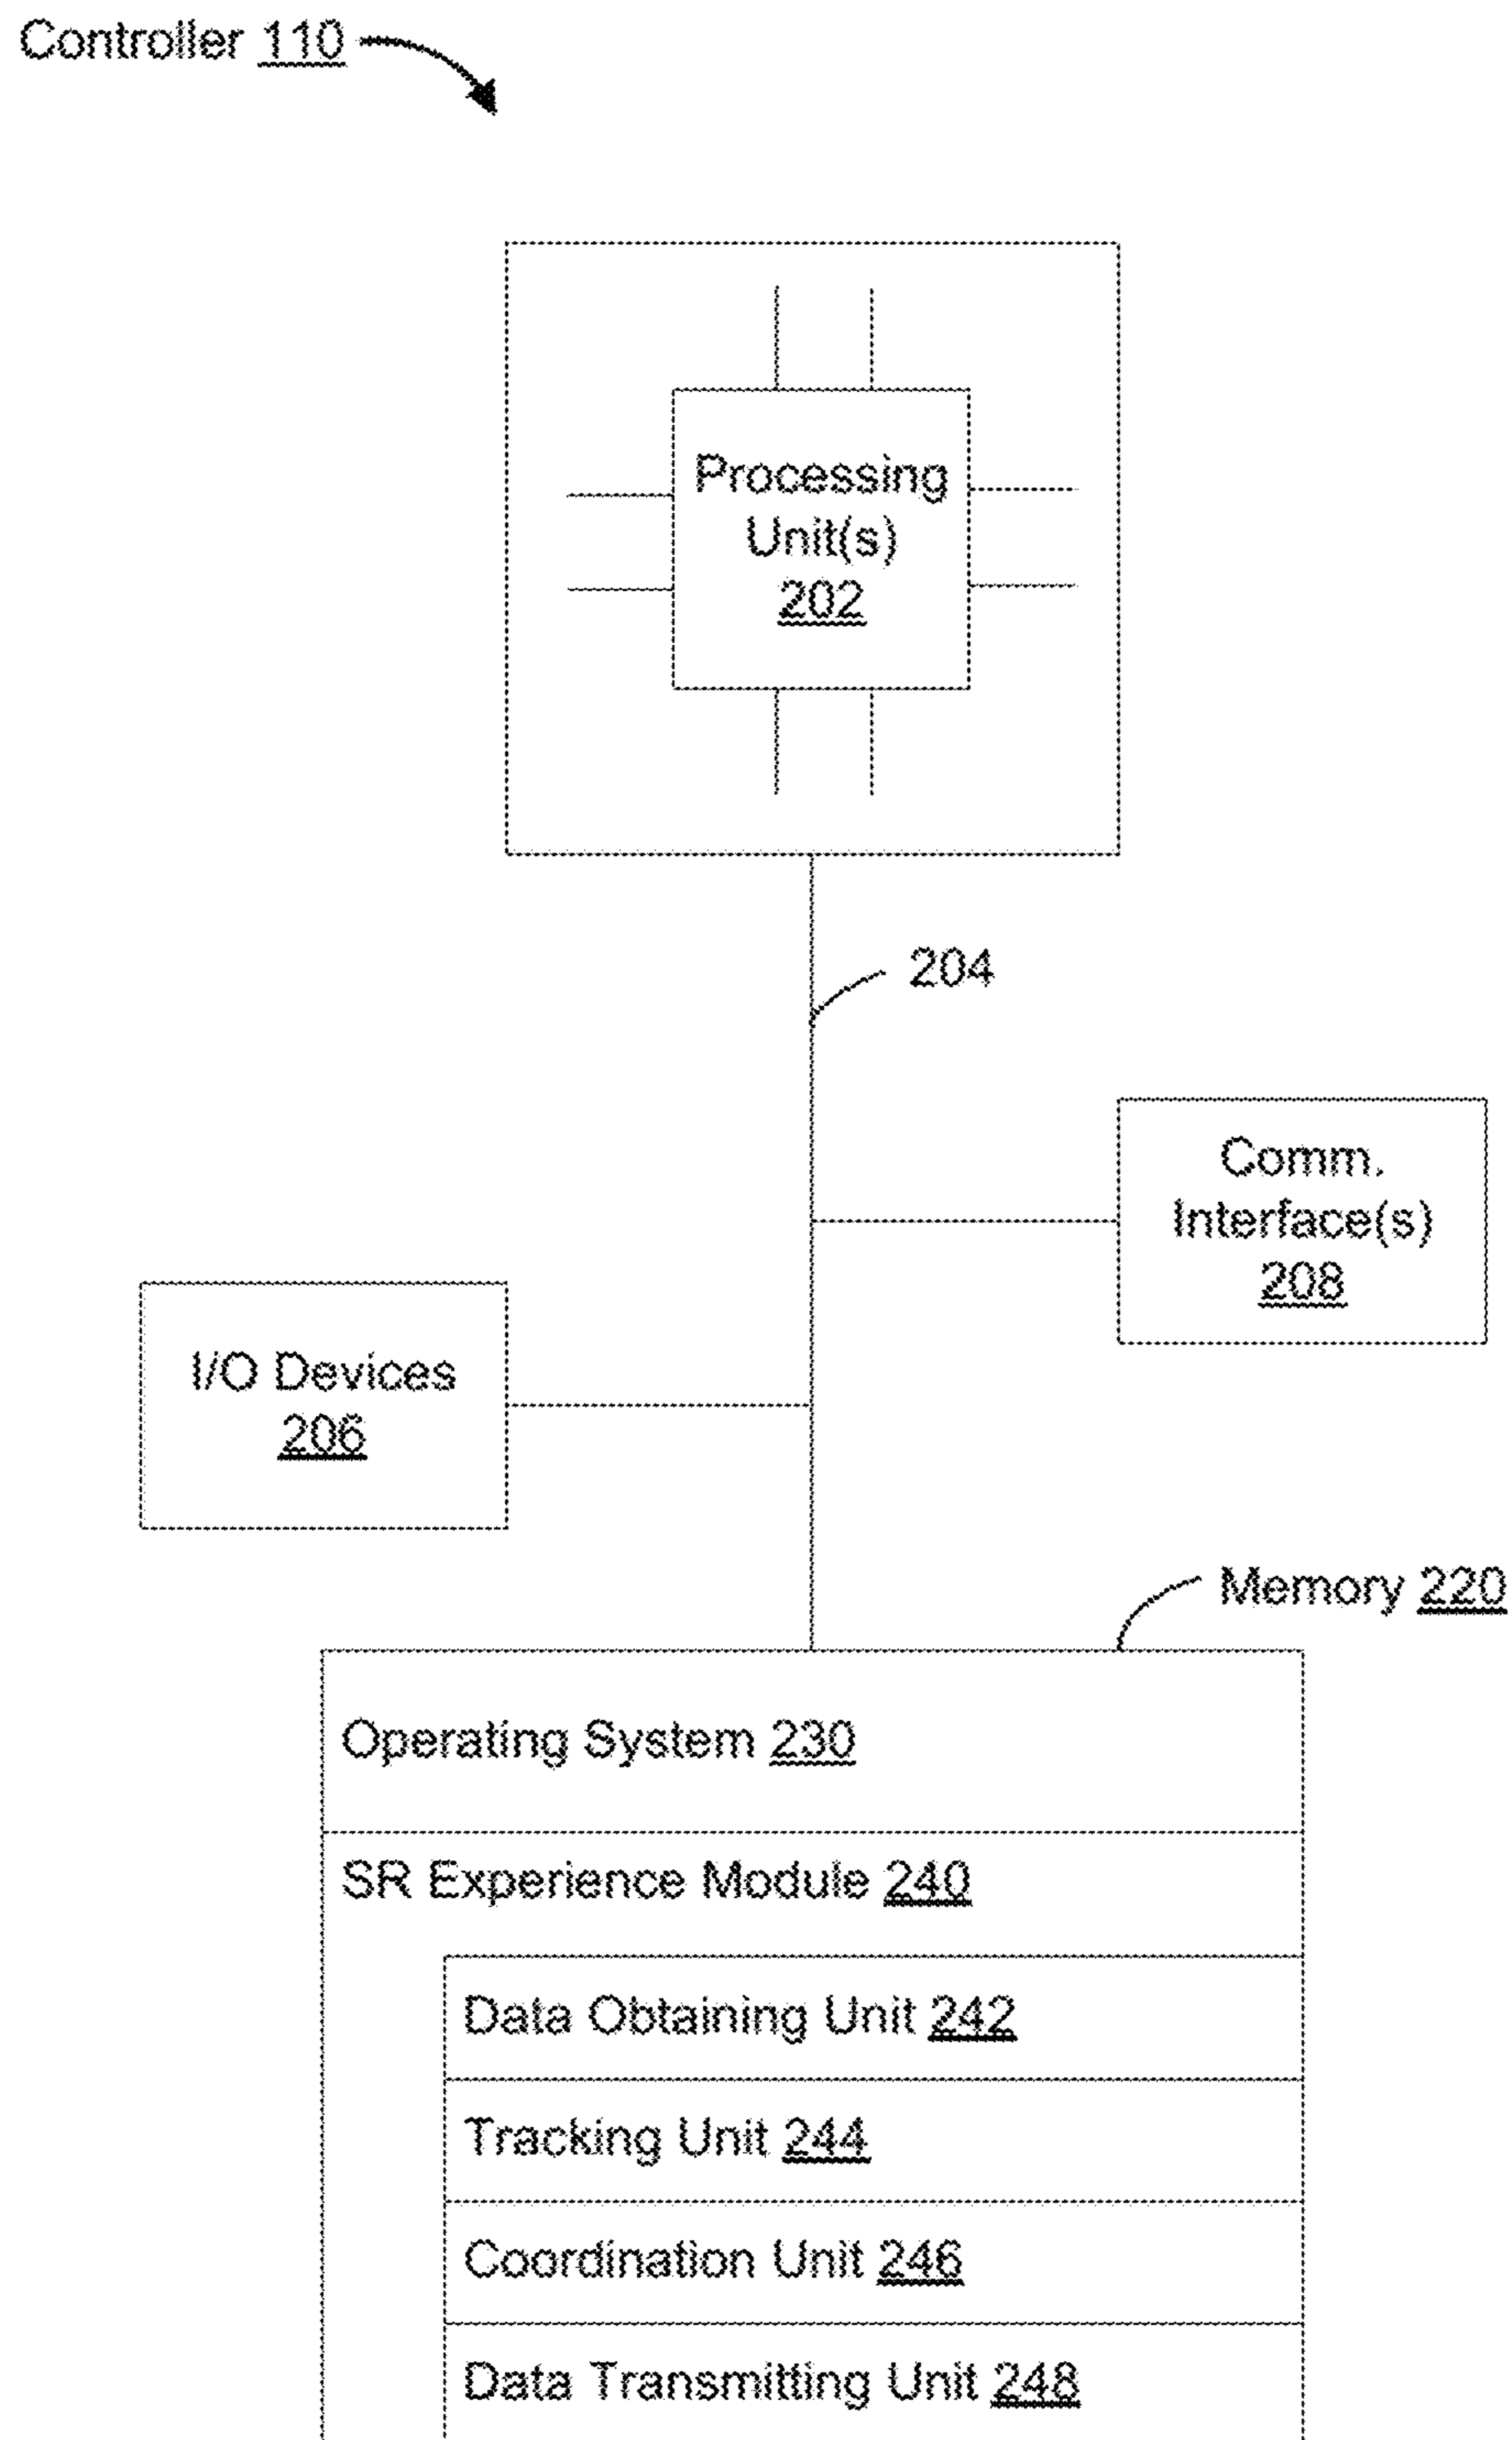 Controller 110
Processing
Unit(s)
202
204
Comm.
Interface(s)
208
I/O Devices
206
Memory 220
Operating System 230
SR Experience Module 240
Data Obtaining Unit 242
Tracking Unit 244
Coordination Unit 246
Data Transmitting Unit 248